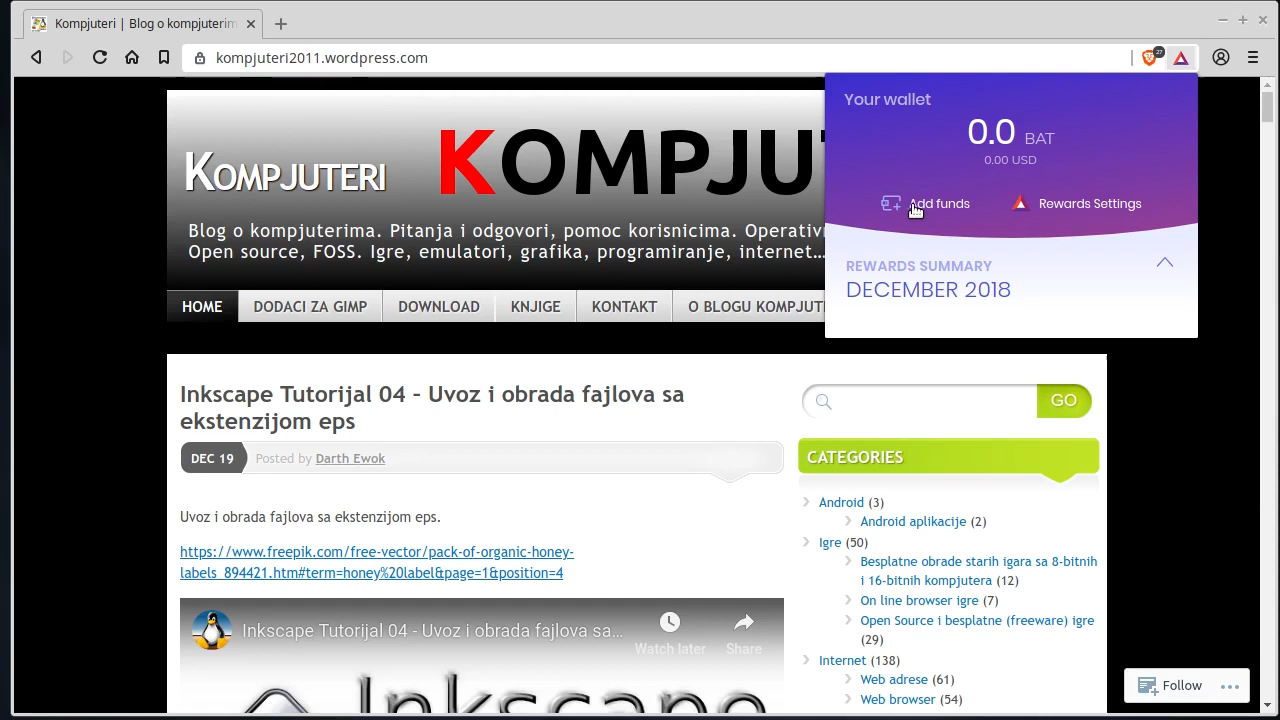 Kompjuteri | Blog o kompjuterim
kompjuteri2011.wordpress.com
27
Your wallet
0.0 BAT
0.00 USD
Add funds
Rewards Settings
REWARDS SUMMARY
DECEMBER 2018
KOMPJUTERI
KOMPJU
Blog o kompjuterima. Pitanja i odgovori, pomoc korisnicima. Operativn
Open source, FOSS. Igre, emulatori, grafika, programiranje, internet...
HOME
DODACI ZA GIMP
DOWNLOAD
KNJIGE
KONTAKT
O BLOGU KOMPJUT
Inkscape Tutorijal 04 – Uvoz i obrada fajlova sa
ekstenzijom eps
DEC 19
Posted by Darth Ewok
Uvoz i obrada fajlova sa ekstenzijom eps.
https://www.freepik.com/free-vector/pack-of-organic-honey-
labels_894421.htm#term=honey%20label&page=1&position=4
Inkscape Tutorijal 04 - Uvoz i obrada fajlova sa...
Watch later
Share
Inkscape
GO
CATEGORIES
Android (3)
Android aplikacije (2)
Igre (50)
Besplatne obrade starih igara sa 8-bitnih
i 16-bitnih kompjutera (12)
On line browser igre (7)
Open Source i besplatne (freeware) igre
(29)
Internet (138)
Web adrese (61)
Web browser (54)
Follow